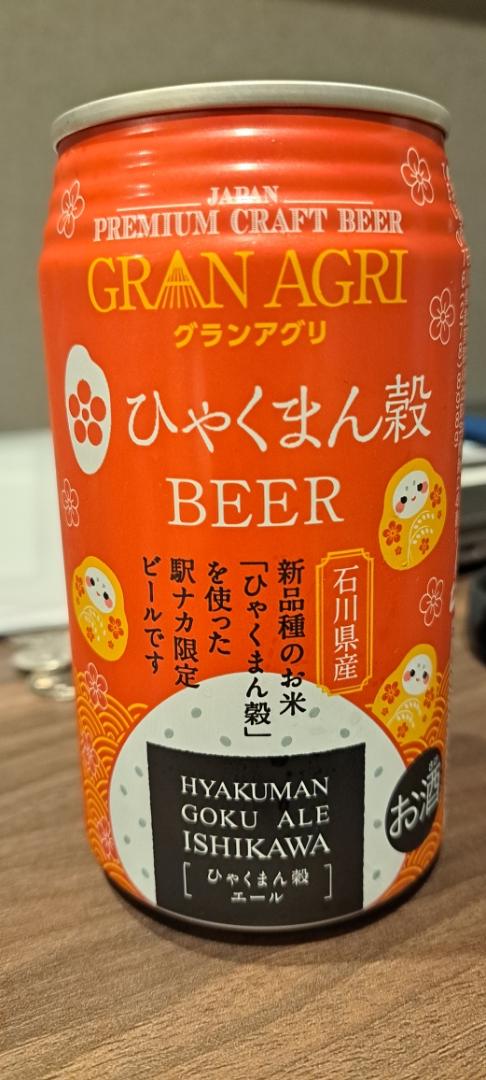 JAPAN
PREMIUM CRAFT BEER
GRAN AGRI
グランアグリ
ひゃくまん穀
BEER
石川県産
新品種のお米
「ひゃくまん穀」
を使った
駅ナカ限定
ビールです
HYAKUMAN
GOKU ALE
ISHIKAWA
[ひゃくまん穀
エール]
お酒